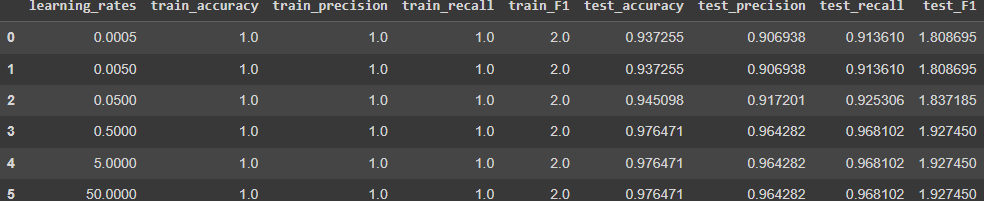 learning_rates train_accuracy train_precision train_recall train_F1 test_accuracy test_precision test_recall test_F1
0 0.0005 1.0 1.0 1.0 2.0 0.937255 0.906938 0.913610 1.808695
1 0.0050 1.0 1.0 1.0 2.0 0.937255 0.906938 0.913610 1.808695
2 0.0500 1.0 1.0 1.0 2.0 0.945098 0.917201 0.925306 1.837185
3 0.5000 1.0 1.0 1.0 2.0 0.976471 0.964282 0.968102 1.927450
4 5.0000 1.0 1.0 1.0 2.0 0.976471 0.964282 0.968102 1.927450
5 50.0000 1.0 1.0 1.0 2.0 0.976471 0.964282 0.968102 1.927450